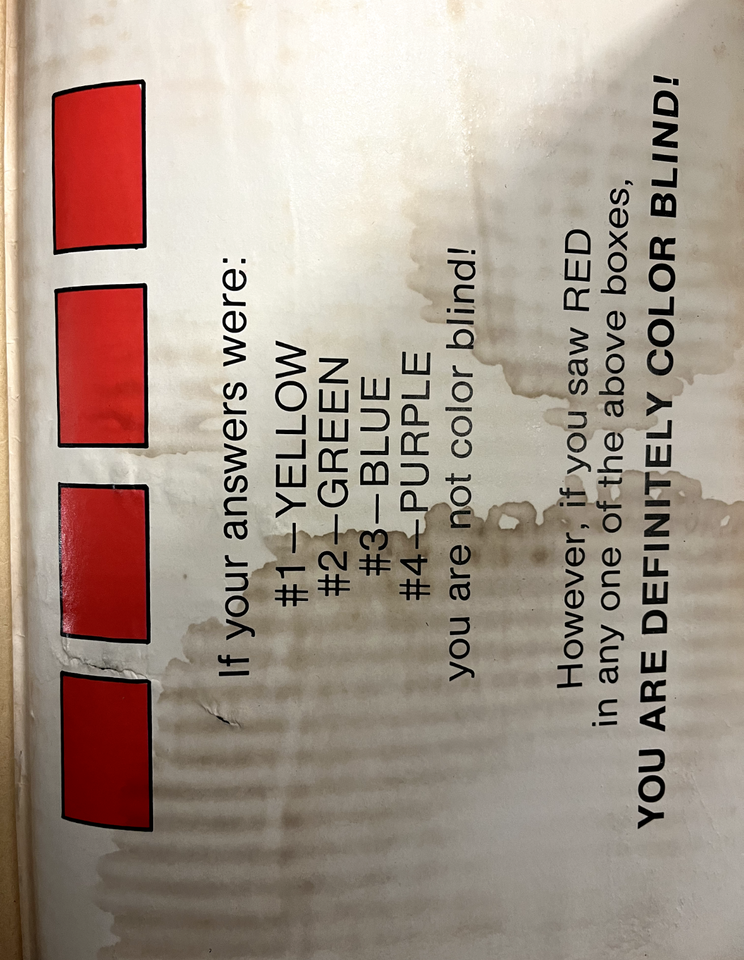 If your answers were:
#1—YELLOW
#2—GREEN
#3—BLUE
#4—PURPLE
you are not color blind!
However, if you saw RED
in any one of the above boxes,
YOU ARE DEFINITELY COLOR BLIND!